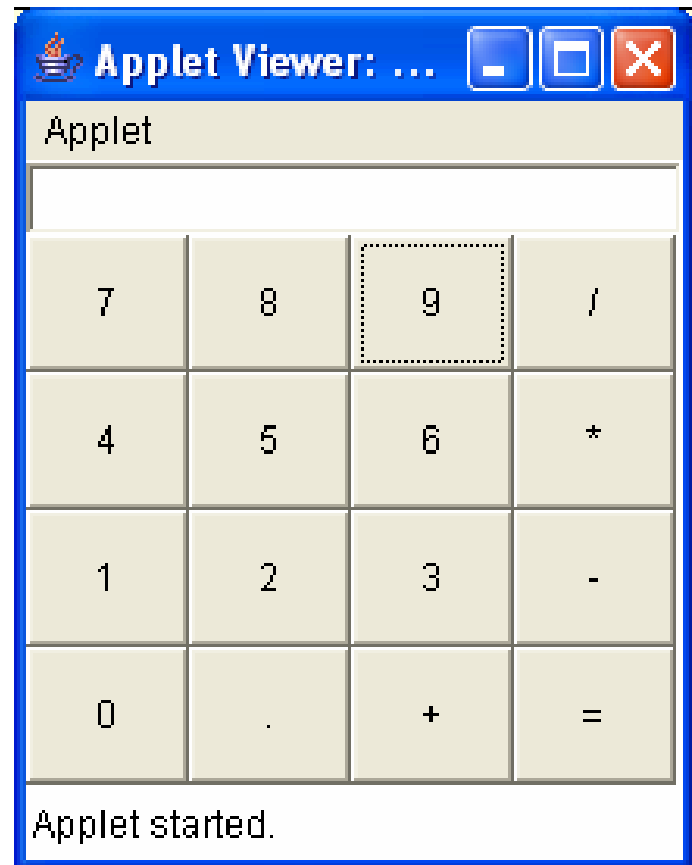 Applet Viewer: ...
Applet
7 8 9 /
4 5 6 *
1 2 3 -
0 . + =
Applet started.